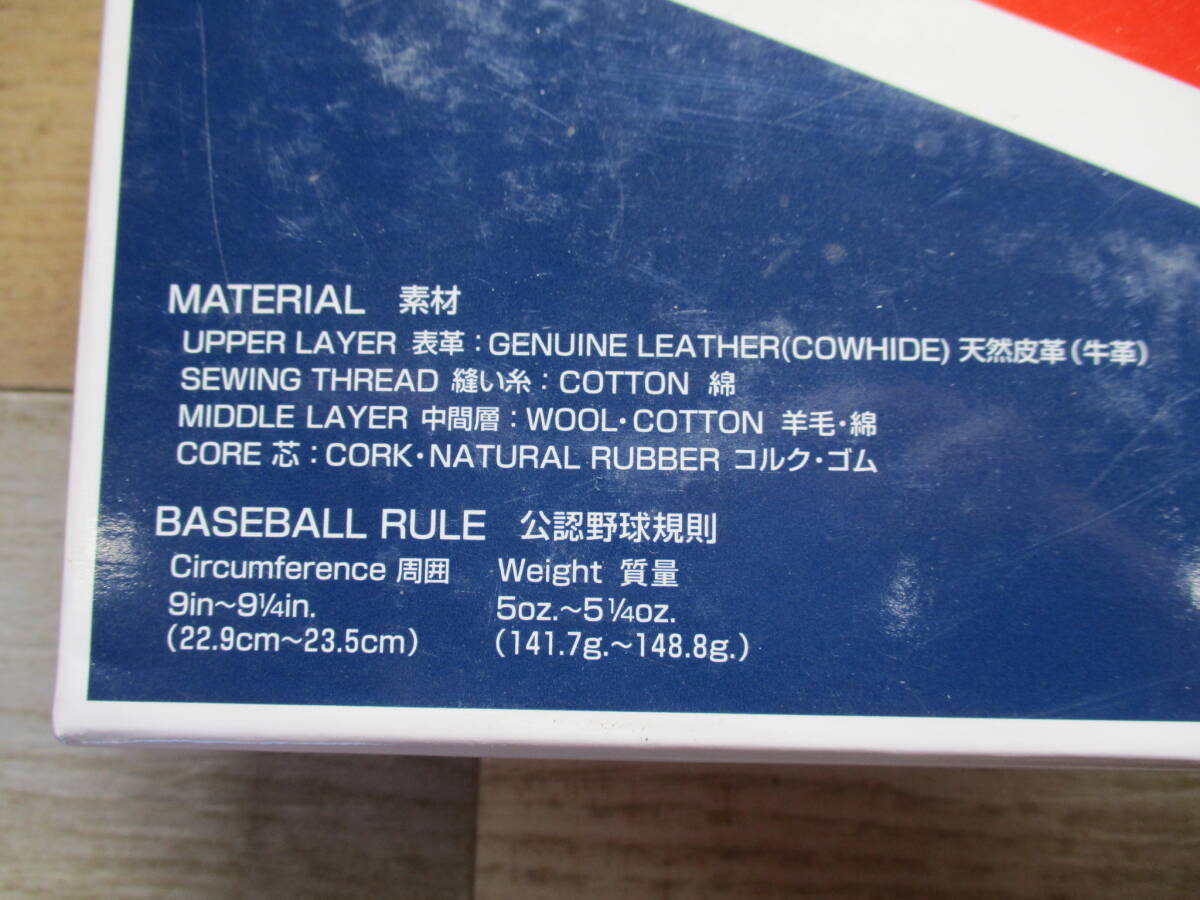 MATERIAL 素材
UPPER LAYER 表革：GENUINE LEATHER(COWHIDE) 天然皮革(牛革)
SEWING THREAD 縫い糸：COTTON 綿
MIDDLE LAYER 中間層：WOOL・COTTON 羊毛・綿
CORE 芯：CORK・NATURAL RUBBER コルク・ゴム
BASEBALL RULE 公認野球規則
Circumference 周囲 Weight 質量
9in～9¼in. 5oz.～5¼oz.
(22.9cm～23.5cm) (141.7g.～148.8g.)